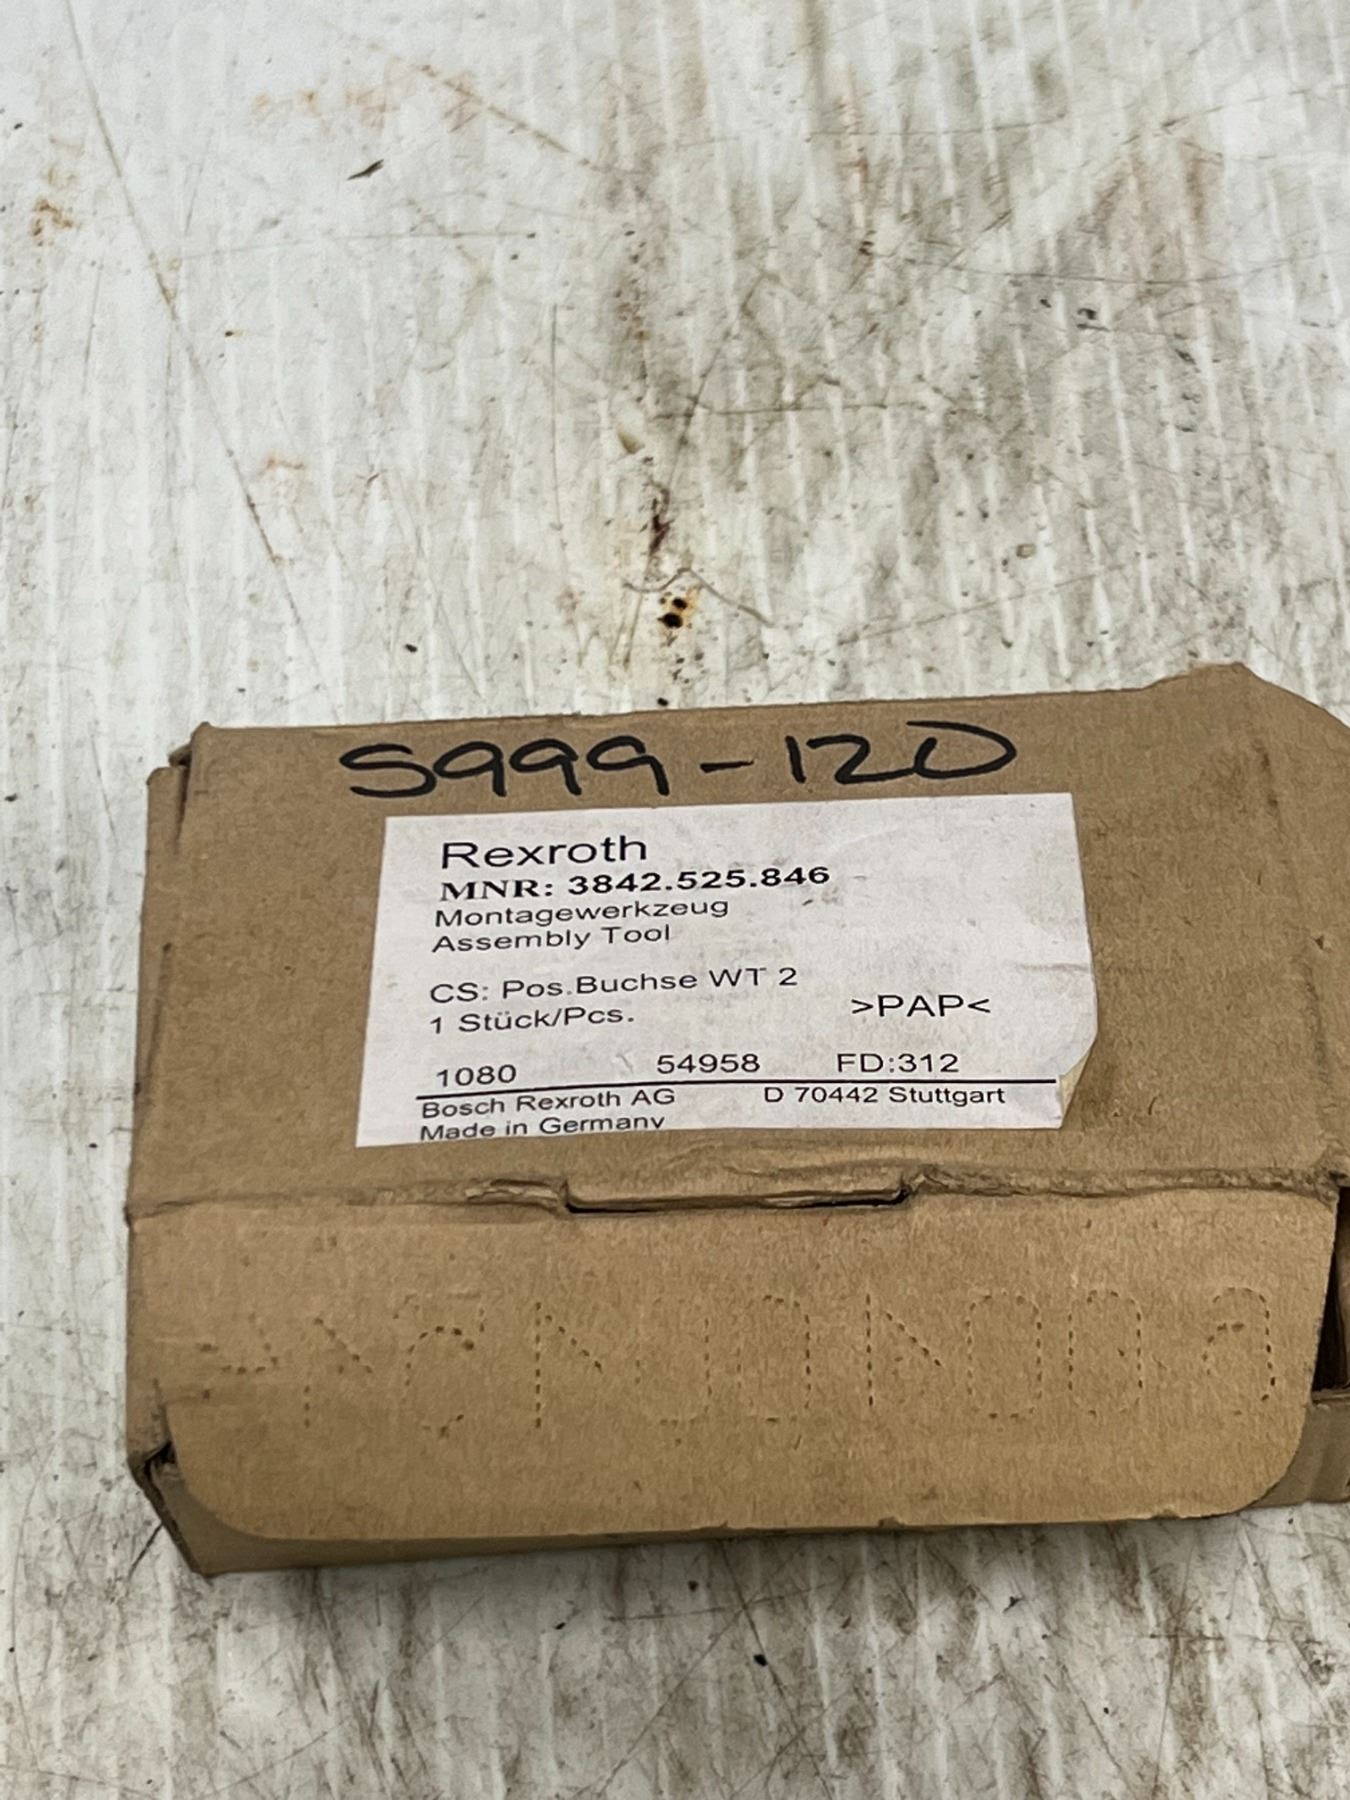 S999-120
Rexroth
MNR: 3842.525.846
Montagewerkzeug
Assembly Tool
CS: Pos.Buchse WT 2
1 Stück/Pcs. >PAP<
1080 54958 FD:312
Bosch Rexroth AG D 70442 Stuttgart
Made in Germany